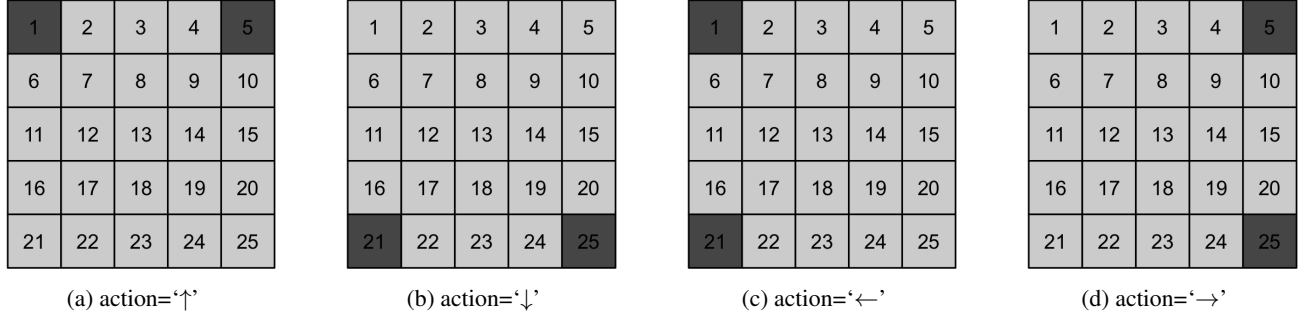 1 2 3 4 5 1 2 3 4 5 1 2 3 4 5 1 2 3 4 5
6 7 8 9 10 6 7 8 9 10 6 7 8 9 10 6 7 8 9 10
11 12 13 14 15 11 12 13 14 15 11 12 13 14 15 11 12 13 14 15
16 17 18 19 20 16 17 18 19 20 16 17 18 19 20 16 17 18 19 20
21 22 23 24 25 21 22 23 24 25 21 22 23 24 25 21 22 23 24 25
(a) action=‘↑’ (b) action=‘↓’ (c) action=‘←’ (d) action=‘→’